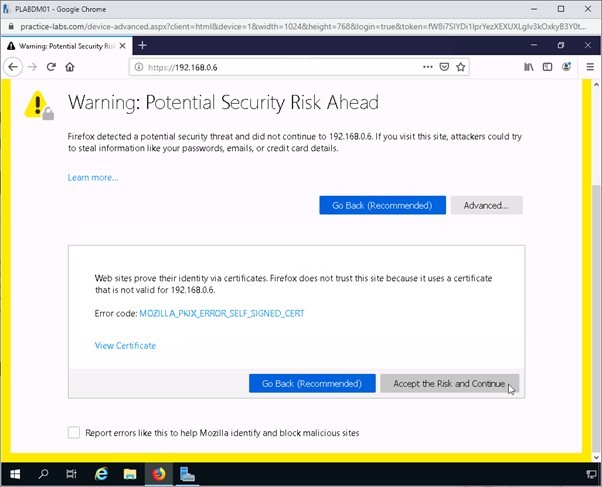 PLABDM01 - Google Chrome
practice-labs.com/device-advanced.aspx?client=html&device=1&width=1024&height=768&login=true&token=
Warning: Potential Security Ris
https://192.168.0.6
Warning: Potential Security Risk Ahead
Firefox detected a potential security threat and did not continue to 192.168.0.6. If you visit this site, attackers could try
to steal information like your passwords, emails, or credit card details.
Learn more...
Go Back (Recommended)
Advanced...
Web sites prove their identity via certificates. Firefox does not trust this site because it uses a certificate
that is not valid for 192.168.0.6.
Error code: MOZILLA_PKIX_ERROR_SELF_SIGNED_CERT
View Certificate
Go Back (Recommended)
Accept the Risk and Continue
Report errors like this to help Mozilla identify and block malicious sites